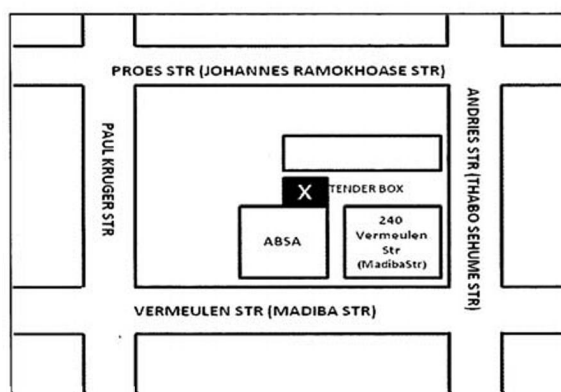 PROES STR (JOHANNES RAMOKHOASE STR)
PAUL KRUGER STR
ANDRIES STR (THABO SEHUME STR)
X
TENDER BOX
ABSA
240
Vermeulen
Str
(MadibaStr)
VERMEULEN STR (MADIBA STR)